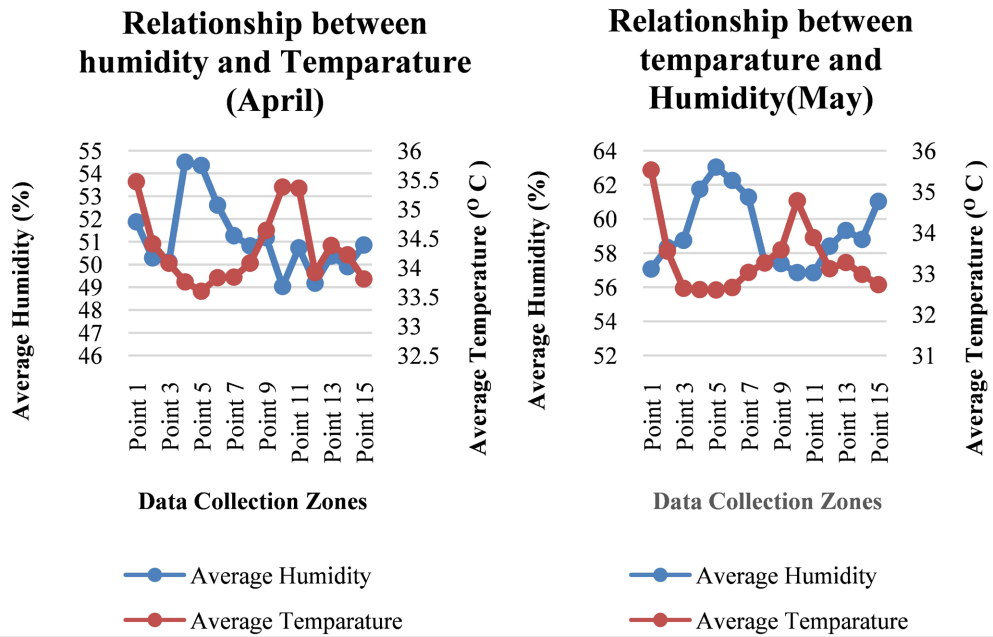 Relationship between
humidity and Temparature
(April)
Average Humidity (%)
55
54
53
52
51
50
49
48
47
46
36
35.5
35
34.5
34
33.5
33
32.5
Average Temperature (⁰ C)
Point 1
Point 3
Point 5
Point 7
Point 9
Point 11
Point 13
Point 15
Data Collection Zones
Average Humidity
Average Temparature
Relationship between
temparature and
Humidity(May)
Average Humidity (%)
64
62
60
58
56
54
52
36
35
34
33
32
31
Average Temperature (⁰ C)
Point 1
Point 3
Point 5
Point 7
Point 9
Point 11
Point 13
Point 15
Data Collection Zones
Average Humidity
Average Temparature